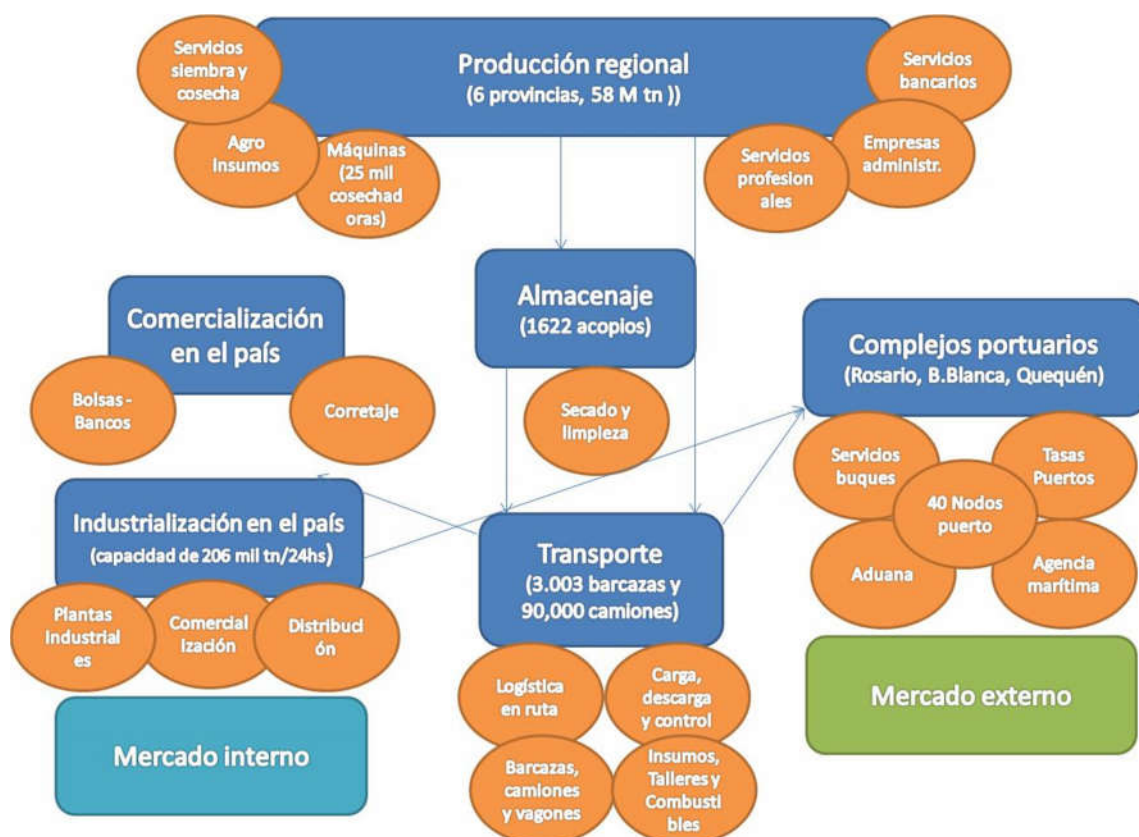 Servicios
siembra y
cosecha
Producción regional
(6 provincias, 58 M tn ))
Servicios
bancarios
Agro
Insumos
Máquinas
(25 mil
cosechad
oras)
Servicios
profesion
ales
Empresas
administr.
Almacenaje
(1622 acopios)
Comercialización
en el país
Complejos portuarios
(Rosario, B.Blanca, Quequén)
Bolsas -
Bancos
Corretaje
Secado y
limpieza
Servicios
buques
Tasas
Puertos
40 Nodos
puerto
Aduana
Agencia
marítima
Industrialización en el país
(capacidad de 206 mil tn/24hs)
Transporte
(3.003 barcazas y
90,000 camiones)
Plantas
Industrial
es
Comercial
ización
Distribuci
ón
Logística
en ruta
Carga,
descarga
y control
Mercado externo
Mercado interno
Barcazas,
camiones
y vagones
Insumos,
Talleres y
Combusti
bles